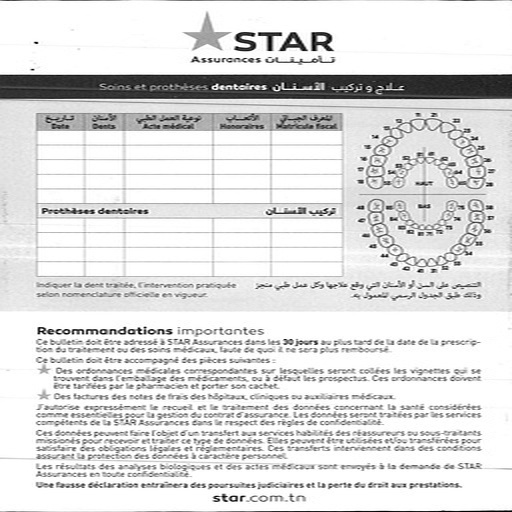 STAR
Assurances تأمينات
Soins et prothèses dentaires علاج و تركيب الأسنان
تاريخ الأسنان نوعية العمل الطبي الأتعاب المعرف الجبائي
Date Dents Acte médical Honoraires Matricule fiscal
Prothèses dentaires تركيب الأسنان
HAUT
BAS
Indiquer la dent traitée, l'intervention pratiquée
selon nomenclature officielle en vigueur.
التنصيص على السن أو الأسنان التي وقع علاجها وكل عمل طبي منجز
وذلك طبق الجدول الرسمي المعمول به.
Recommandations importantes
Ce bulletin doit être adressé à STAR Assurances dans les 30 jours au plus tard de la date de la prescrip-
tion du traitement ou des soins médicaux, faute de quoi il ne sera plus remboursé.
Ce bulletin doit être accompagné des pièces suivantes :
Des ordonnances médicales correspondantes sur lesquelles seront collées les vignettes qui se
trouvent dans l'emballage des médicaments, ou à défaut les prospectus. Ces ordonnances doivent
être tarifiées par le pharmacien et porter son cachet.
Des factures des notes de frais des hôpitaux, cliniques ou auxiliaires médicaux.
J'autorise expressément le recueil et le traitement des données concernant la santé considérées
comme essentielles pour la gestion du contrat d'assurance. Les données seront traitées par les services
compétents de la STAR Assurances dans le respect des règles de confidentialité.
Ces données peuvent faire l'objet d'un transfert aux services habilités des réassureurs ou sous-traitants
missionés pour recevoir et traiter ce type de données. Elles peuvent être utilisées et/ou transférées pour
satisfaire des obligations légales et réglementaires. Ces transferts interviennent dans des conditions
assurant la protection des données à caractère personnel.
Les résultats des analyses biologiques et des actes médicaux sont envoyés à la demande de STAR
Assurances en toute confidentialité.
Une fausse déclaration entraînera des poursuites judiciaires et la perte du droit aux prestations.
star.com.tn